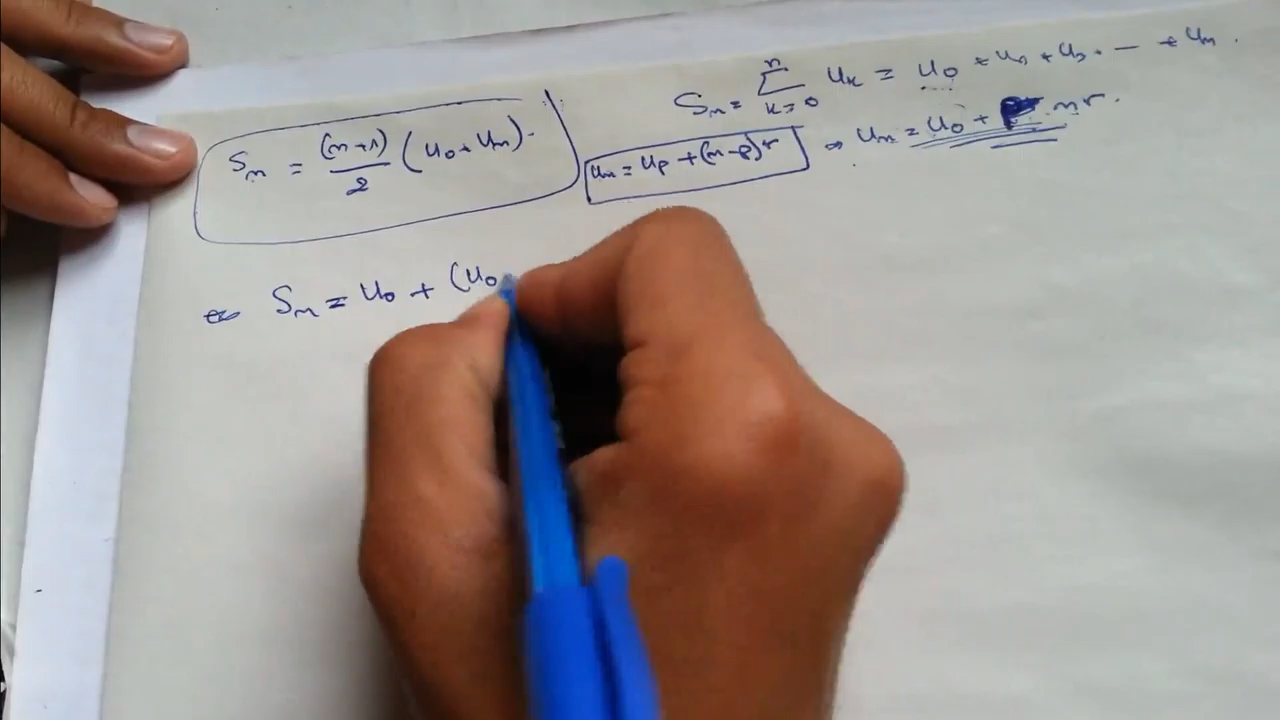 Sₙ = Σ_{k=0}^{n} uₖ = u₀ + u₁ + u₂ + — + uₙ .
Sₙ = (n+1)/2 (u₀ + uₙ).
uₙ = uₚ + (n-p)r ⇒ uₙ = u₀ + nr.
⇔ Sₙ = u₀ + (u₀